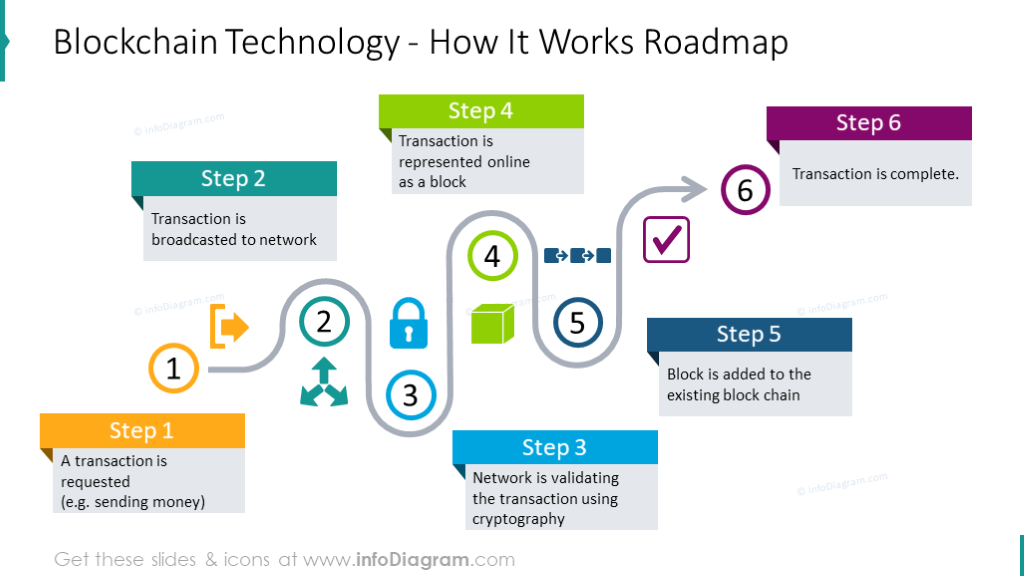 Blockchain Technology - How It Works Roadmap
Step 1
A transaction is
requested
(e.g. sending money)
Step 2
Transaction is
broadcasted to network
Step 3
Network is validating
the transaction using
cryptography
Step 4
Transaction is
represented online
as a block
Step 5
Block is added to the
existing block chain
Step 6
Transaction is complete.
1
2
3
4
5
6
© infoDiagram.com
© infoDiagram.com
© infoDiagram.com
© infoDiagram.com
© infoDiagram.com
Get these slides & icons at www.infoDiagram.com